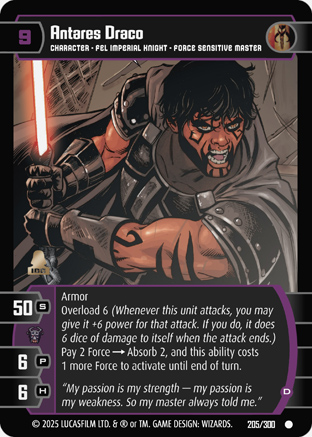 9
Antares Draco
CHARACTER • FEL IMPERIAL KNIGHT • FORCE SENSITIVE MASTER
50 S
6 P
6 H
Armor
Overload 6 (Whenever this unit attacks, you may
give it +6 power for that attack. If you do, it does
6 dice of damage to itself when the attack ends.)
Pay 2 Force → Absorb 2, and this ability costs
1 more Force to activate until end of turn.
“My passion is my strength – my passion is
my weakness. So my master always told me.”
D
© 2025 LUCASFILM LTD. & ® or TM. GAME DESIGN: WIZARDS.
205/300